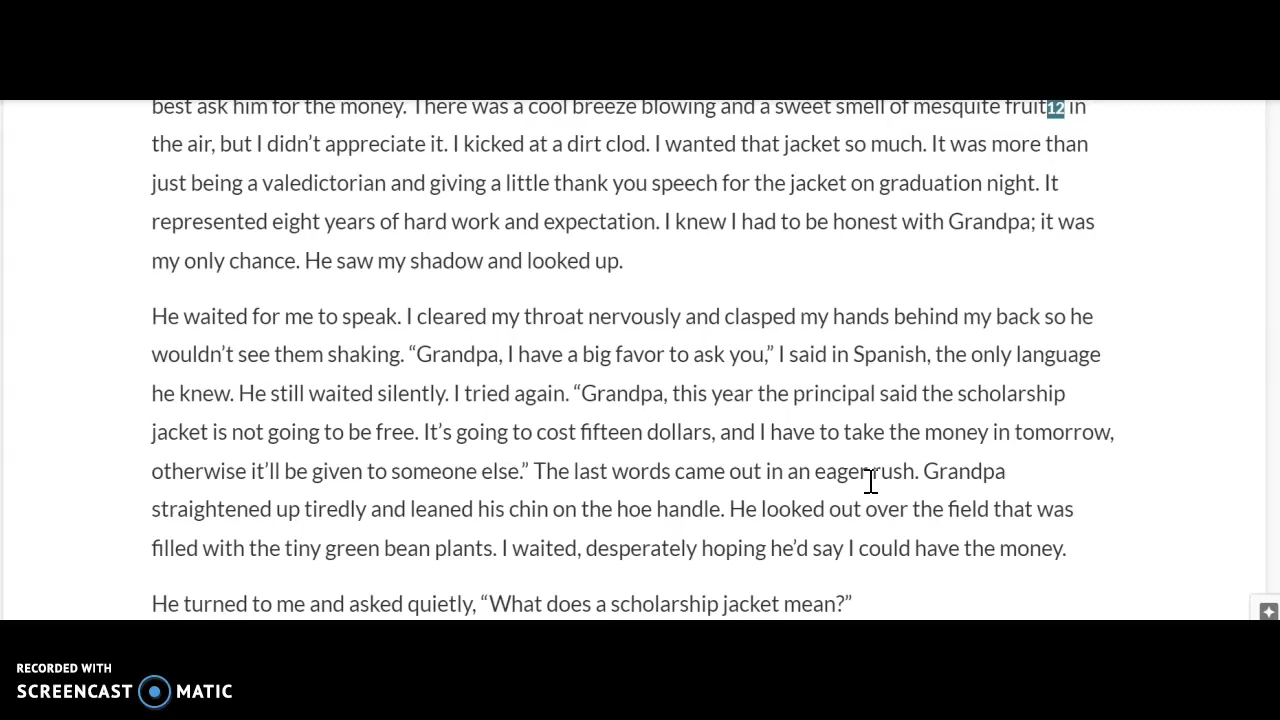 best ask him for the money. There was a cool breeze blowing and a sweet smell of mesquite fruit12 in
the air, but I didn’t appreciate it. I kicked at a dirt clod. I wanted that jacket so much. It was more than
just being a valedictorian and giving a little thank you speech for the jacket on graduation night. It
represented eight years of hard work and expectation. I knew I had to be honest with Grandpa; it was
my only chance. He saw my shadow and looked up.
He waited for me to speak. I cleared my throat nervously and clasped my hands behind my back so he
wouldn’t see them shaking. “Grandpa, I have a big favor to ask you,” I said in Spanish, the only language
he knew. He still waited silently. I tried again. “Grandpa, this year the principal said the scholarship
jacket is not going to be free. It’s going to cost fifteen dollars, and I have to take the money in tomorrow,
otherwise it’ll be given to someone else.” The last words came out in an eager rush. Grandpa
straightened up tiredly and leaned his chin on the hoe handle. He looked out over the field that was
filled with the tiny green bean plants. I waited, desperately hoping he’d say I could have the money.
He turned to me and asked quietly, “What does a scholarship jacket mean?”
RECORDED WITH
SCREENCAST MATIC